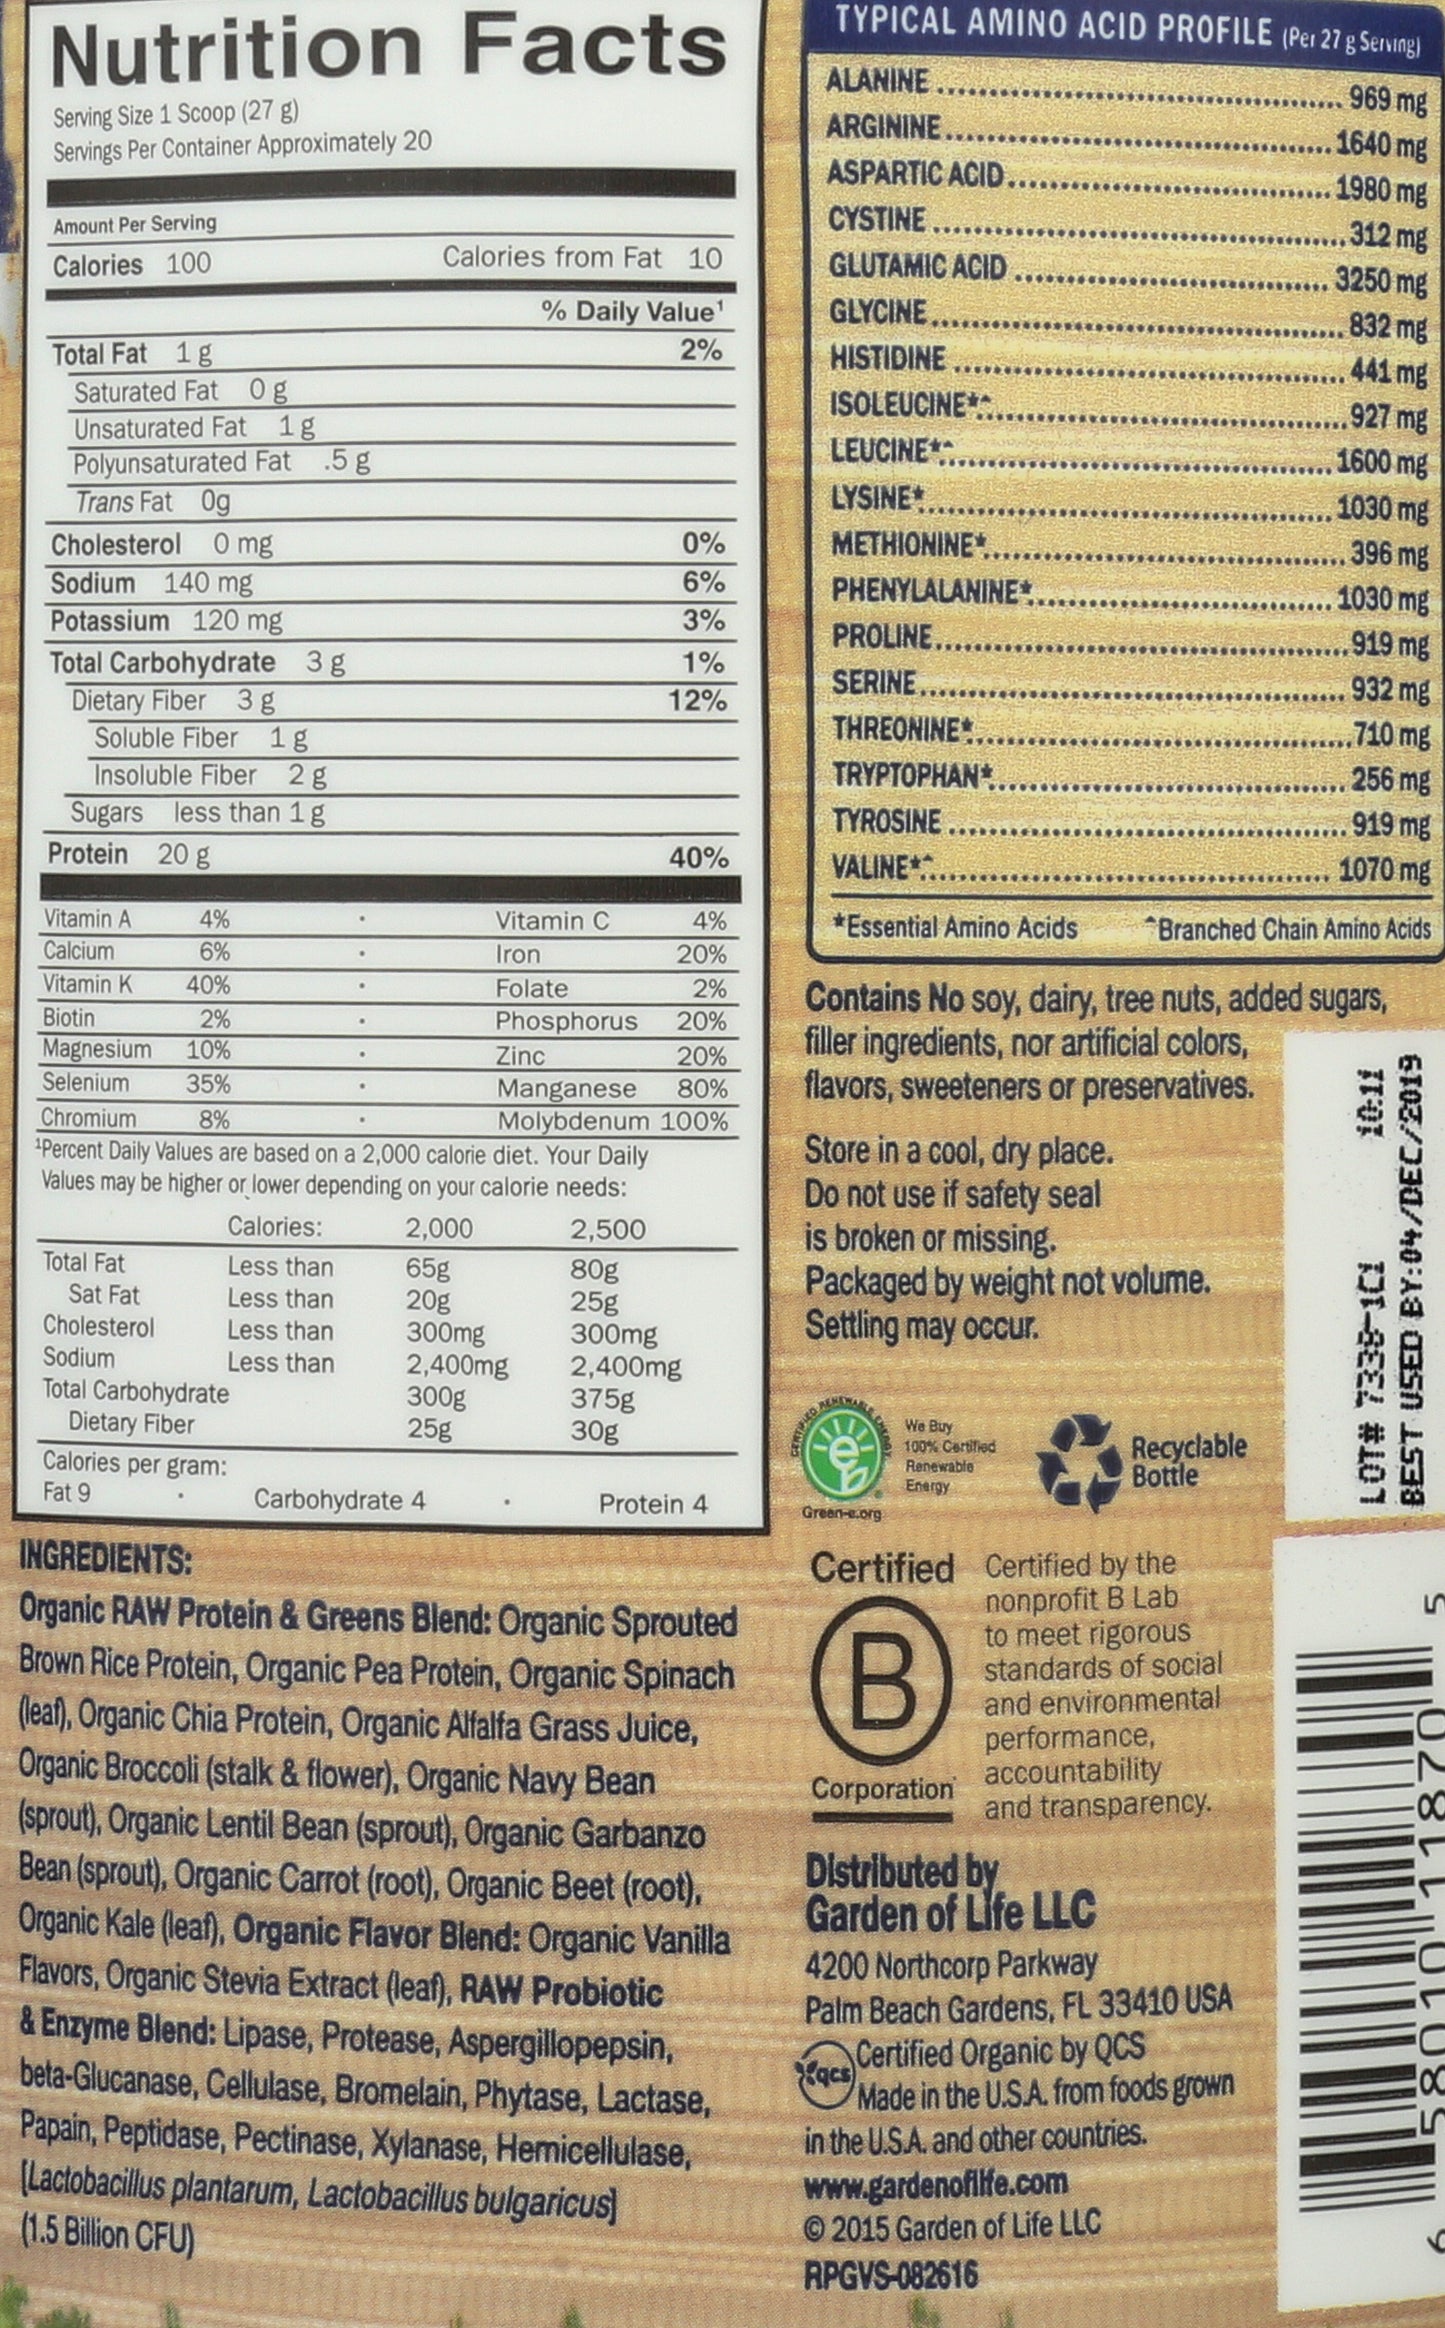 Nutrition Facts
Serving Size 1 Scoop (27 g)
Servings Per Container Approximately 20
Amount Per Serving
Calories 100 Calories from Fat 10
% Daily Value¹
Total Fat 1 g 2%
Saturated Fat 0 g
Unsaturated Fat 1 g
Polyunsaturated Fat .5 g
Trans Fat 0g
Cholesterol 0 mg 0%
Sodium 140 mg 6%
Potassium 120 mg 3%
Total Carbohydrate 3 g 1%
Dietary Fiber 3 g 12%
Soluble Fiber 1 g
Insoluble Fiber 2 g
Sugars less than 1 g
Protein 20 g 40%
Vitamin A 4% • Vitamin C 4%
Calcium 6% • Iron 20%
Vitamin K 40% • Folate 2%
Biotin 2% • Phosphorus 20%
Magnesium 10% • Zinc 20%
Selenium 35% • Manganese 80%
Chromium 8% • Molybdenum 100%
¹Percent Daily Values are based on a 2,000 calorie diet. Your Daily
Values may be higher or lower depending on your calorie needs:
Calories: 2,000 2,500
Total Fat Less than 65g 80g
Sat Fat Less than 20g 25g
Cholesterol Less than 300mg 300mg
Sodium Less than 2,400mg 2,400mg
Total Carbohydrate 300g 375g
Dietary Fiber 25g 30g
Calories per gram:
Fat 9 • Carbohydrate 4 • Protein 4
INGREDIENTS:
Organic RAW Protein & Greens Blend: Organic Sprouted
Brown Rice Protein, Organic Pea Protein, Organic Spinach
(leaf), Organic Chia Protein, Organic Alfalfa Grass Juice,
Organic Broccoli (stalk & flower), Organic Navy Bean
(sprout), Organic Lentil Bean (sprout), Organic Garbanzo
Bean (sprout), Organic Carrot (root), Organic Beet (root),
Organic Kale (leaf), Organic Flavor Blend: Organic Vanilla
Flavors, Organic Stevia Extract (leaf), RAW Probiotic
& Enzyme Blend: Lipase, Protease, Aspergillopepsin,
beta-Glucanase, Cellulase, Bromelain, Phytase, Lactase,
Papain, Peptidase, Pectinase, Xylanase, Hemicellulase,
[Lactobacillus plantarum, Lactobacillus bulgaricus]
(1.5 Billion CFU)
TYPICAL AMINO ACID PROFILE (Per 27 g Serving)
ALANINE 969 mg
ARGININE 1640 mg
ASPARTIC ACID 1980 mg
CYSTINE 312 mg
GLUTAMIC ACID 3250 mg
GLYCINE 832 mg
HISTIDINE 441 mg
ISOLEUCINE*ˆ 927 mg
LEUCINE*ˆ 1600 mg
LYSINE* 1030 mg
METHIONINE* 396 mg
PHENYLALANINE* 1030 mg
PROLINE 919 mg
SERINE 932 mg
THREONINE* 710 mg
TRYPTOPHAN* 256 mg
TYROSINE 919 mg
VALINE*ˆ 1070 mg
*Essential Amino Acids ˆBranched Chain Amino Acids
Contains No soy, dairy, tree nuts, added sugars,
filler ingredients, nor artificial colors,
flavors, sweeteners or preservatives.
Store in a cool, dry place.
Do not use if safety seal
is broken or missing.
Packaged by weight not volume.
Settling may occur.
LOT# 7338-1C1 10:11
BEST USED BY:04/DEC/2019
CERTIFIED RENEWABLE ENERGY
e
Green-e.org
We Buy
100% Certified
Renewable
Energy
Recyclable
Bottle
Certified
B
Corporation
Certified by the
nonprofit B Lab
to meet rigorous
standards of social
and environmental
performance,
accountability
and transparency.
Distributed by
Garden of Life LLC
4200 Northcorp Parkway
Palm Beach Gardens, FL 33410 USA
qcs
Certified Organic by QCS
Made in the U.S.A. from foods grown
in the U.S.A. and other countries.
www.gardenoflife.com
© 2015 Garden of Life LLC
RPGVS-082616
6 58010 11870 5